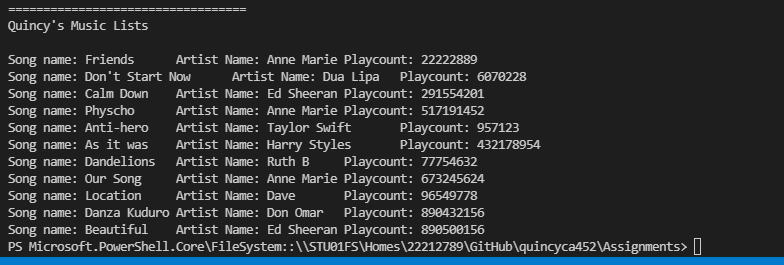 ==================================
Quincy's Music Lists
Song name: Friends Artist Name: Anne Marie Playcount: 22222889
Song name: Don't Start Now Artist Name: Dua Lipa Playcount: 6070228
Song name: Calm Down Artist Name: Ed Sheeran Playcount: 291554201
Song name: Physcho Artist Name: Anne Marie Playcount: 517191452
Song name: Anti-hero Artist Name: Taylor Swift Playcount: 957123
Song name: As it was Artist Name: Harry Styles Playcount: 432178954
Song name: Dandelions Artist Name: Ruth B Playcount: 77754632
Song name: Our Song Artist Name: Anne Marie Playcount: 673245624
Song name: Location Artist Name: Dave Playcount: 96549778
Song name: Danza Kuduro Artist Name: Don Omar Playcount: 890432156
Song name: Beautiful Artist Name: Ed Sheeran Playcount: 890500156
PS Microsoft.PowerShell.Core\FileSystem::\\STU01FS\Homes\22212789\GitHub\quincyca452\Assignments>